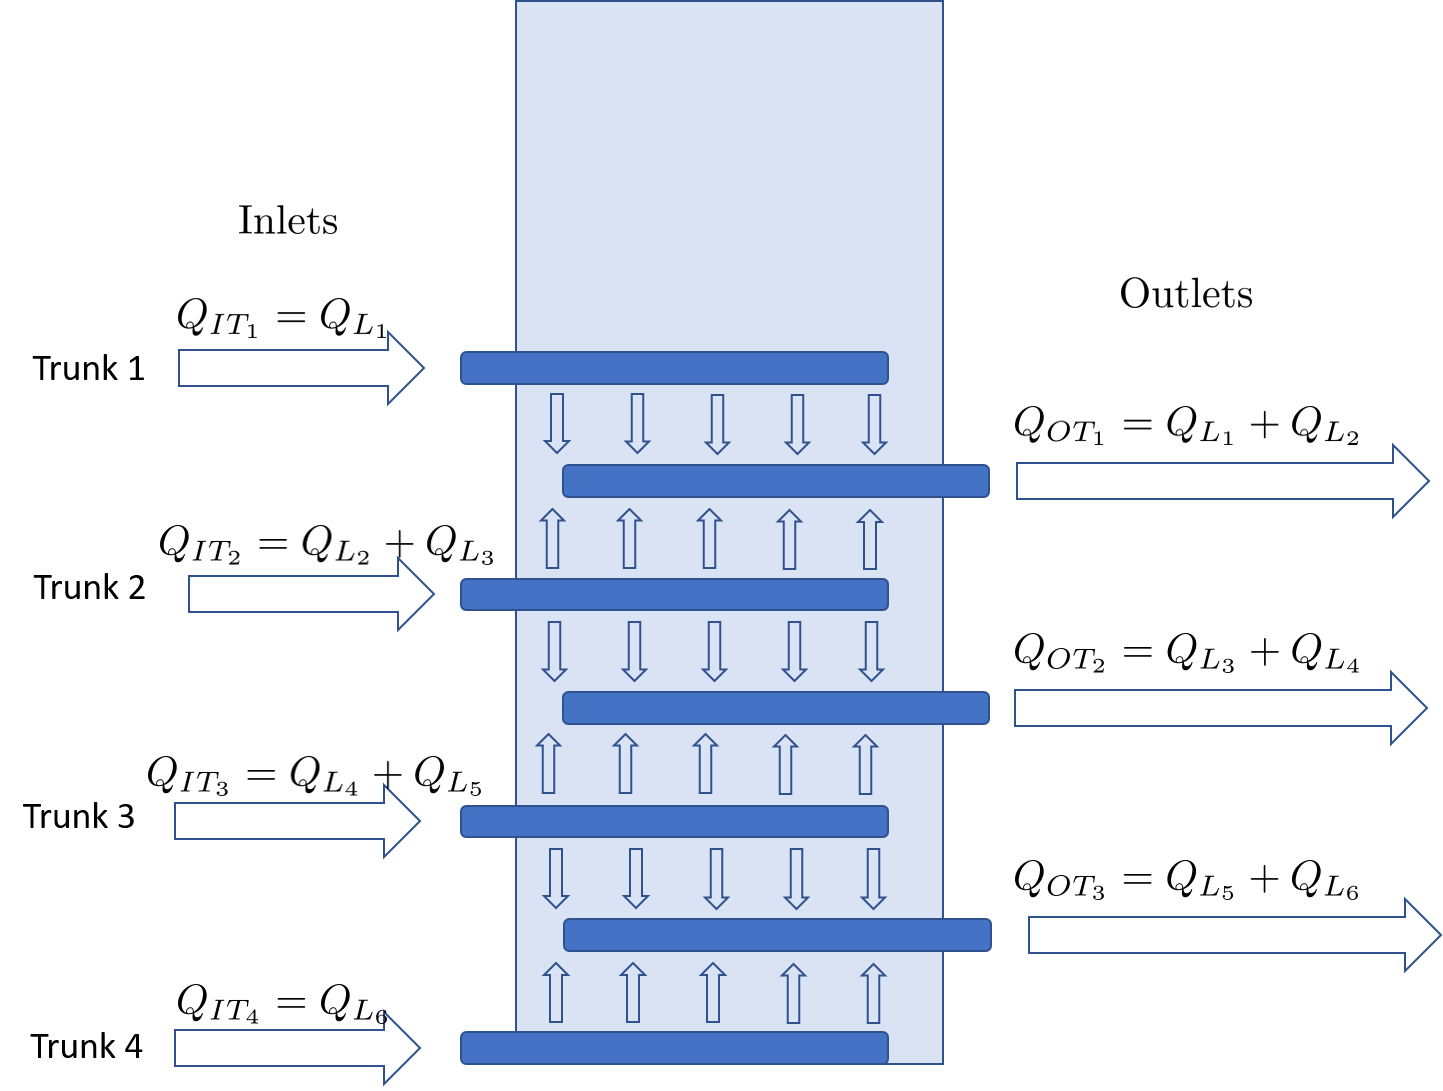 Inlets
Outlets
Q_{IT_1} = Q_{L_1}
Trunk 1
Q_{OT_1} = Q_{L_1} + Q_{L_2}
Q_{IT_2} = Q_{L_2} + Q_{L_3}
Trunk 2
Q_{OT_2} = Q_{L_3} + Q_{L_4}
Q_{IT_3} = Q_{L_4} + Q_{L_5}
Trunk 3
Q_{OT_3} = Q_{L_5} + Q_{L_6}
Q_{IT_4} = Q_{L_6}
Trunk 4